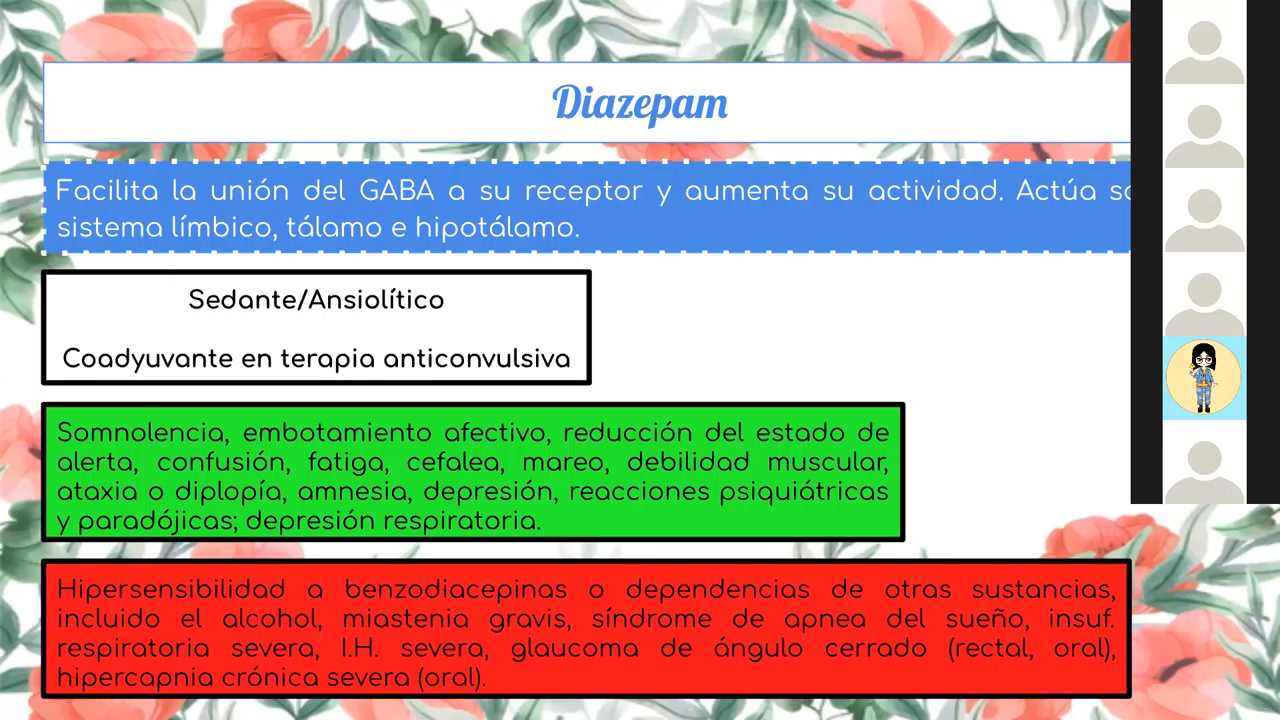 Diazepam
Facilita la unión del GABA a su receptor y aumenta su actividad. Actúa
sistema límbico, tálamo e hipotálamo.
Sedante/Ansiolítico
Coadyuvante en terapia anticonvulsiva
Somnolencia, embotamiento afectivo, reducción del estado de
alerta, confusión, fatiga, cefalea, mareo, debilidad muscular,
ataxia o diplopía, amnesia, depresión, reacciones psiquiátricas
y paradójicas; depresión respiratoria.
Hipersensibilidad a benzodiacepinas o dependencias de otras sustancias,
incluido el alcohol, miastenia gravis, síndrome de apnea del sueño, insuf.
respiratoria severa, I.H. severa, glaucoma de ángulo cerrado (rectal, oral),
hipercapnia crónica severa (oral).